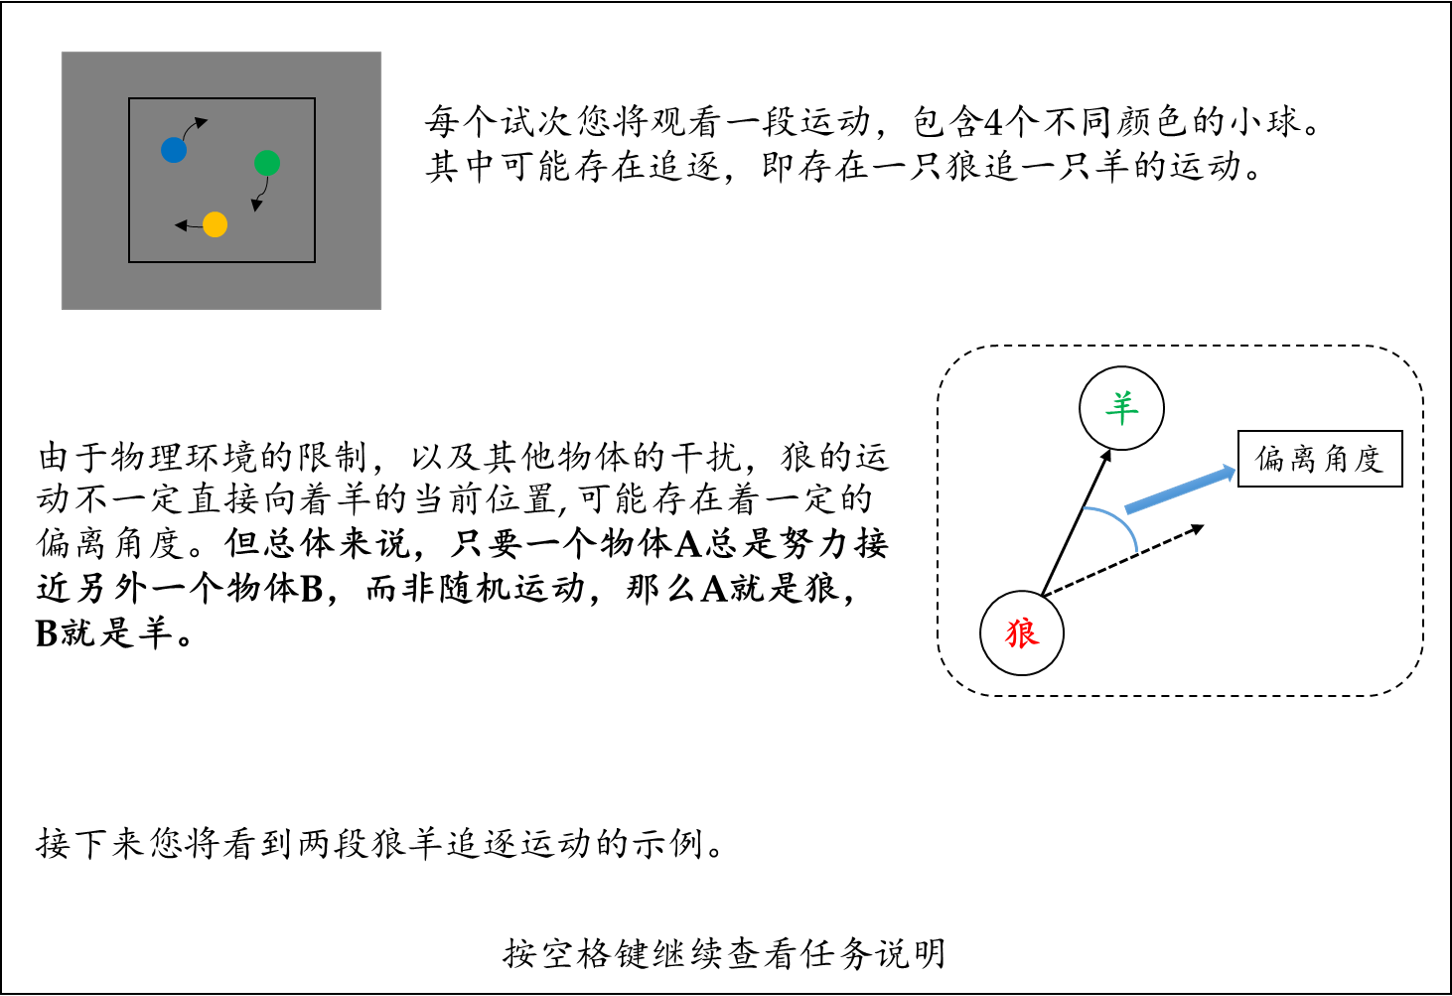 每个试次您将观看一段运动，包含4个不同颜色的小球。
其中可能存在追逐，即存在一只狼追一只羊的运动。
羊
偏离角度
狼
由于物理环境的限制，以及其他物体的干扰，狼的运
动不一定直接向着羊的当前位置,可能存在着一定的
偏离角度。但总体来说，只要一个物体A总是努力接
近另外一个物体B，而非随机运动，那么A就是狼，
B就是羊。
接下来您将看到两段狼羊追逐运动的示例。
按空格键继续查看任务说明